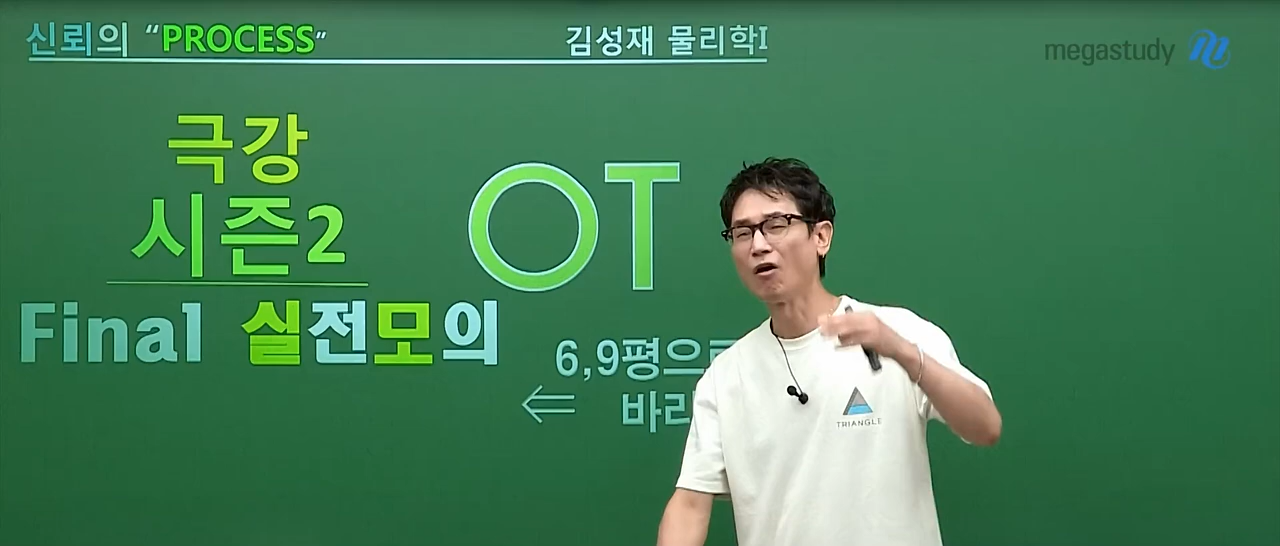 신뢰의 “PROCESS”
김성재 물리학I
megastudy
극강
시즌2
OT
Final 실전모의
6,9평으
⇐
TRIANGLE